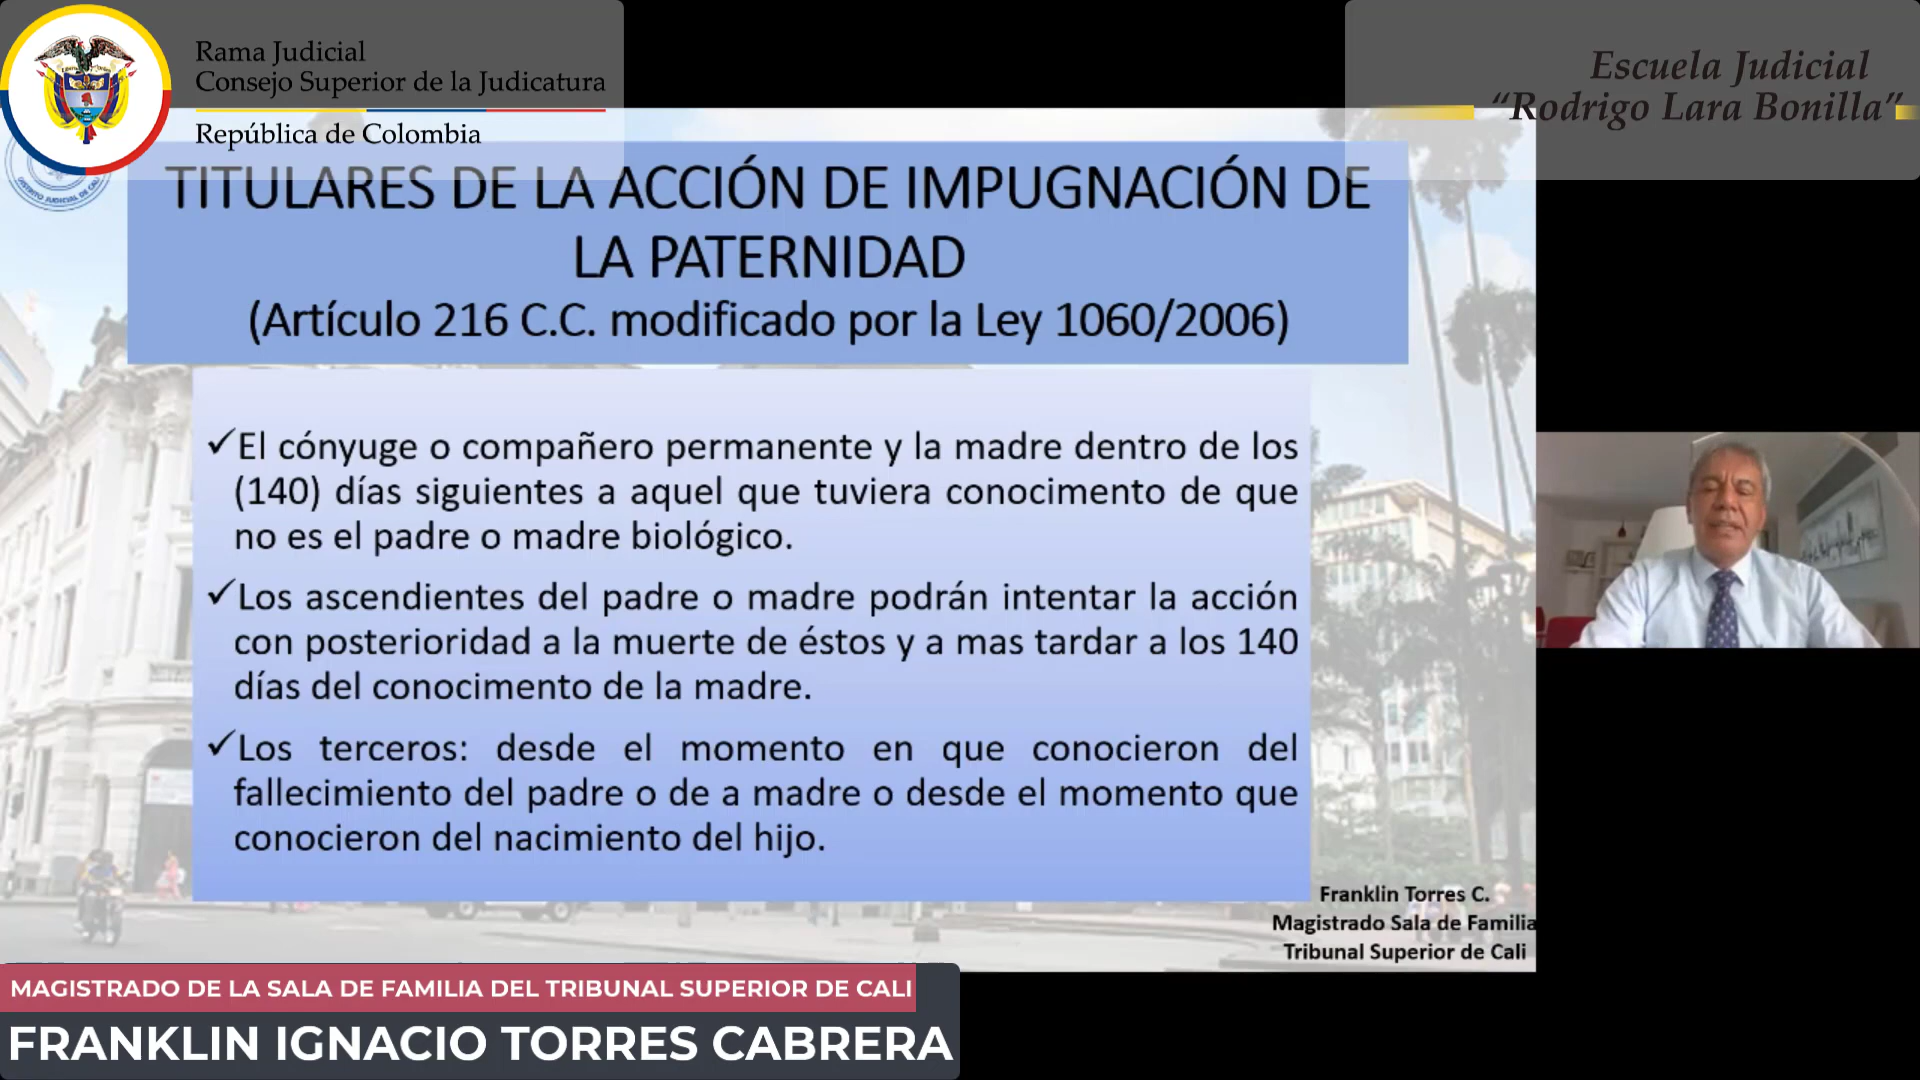 Rama Judicial
Consejo Superior de la Judicatura
República de Colombia
Escuela Judicial
“Rodrigo Lara Bonilla”
DISTRITO JUDICIAL DE CALI
TITULARES DE LA ACCIÓN DE IMPUGNACIÓN DE
LA PATERNIDAD
(Artículo 216 C.C. modificado por la Ley 1060/2006)
✓El cónyuge o compañero permanente y la madre dentro de los
(140) días siguientes a aquel que tuviera conocimento de que
no es el padre o madre biológico.
✓Los ascendientes del padre o madre podrán intentar la acción
con posterioridad a la muerte de éstos y a mas tardar a los 140
días del conocimento de la madre.
✓Los terceros: desde el momento en que conocieron del
fallecimiento del padre o de a madre o desde el momento que
conocieron del nacimiento del hijo.
Franklin Torres C.
Magistrado Sala de Familia
Tribunal Superior de Cali
MAGISTRADO DE LA SALA DE FAMILIA DEL TRIBUNAL SUPERIOR DE CALI
FRANKLIN IGNACIO TORRES CABRERA